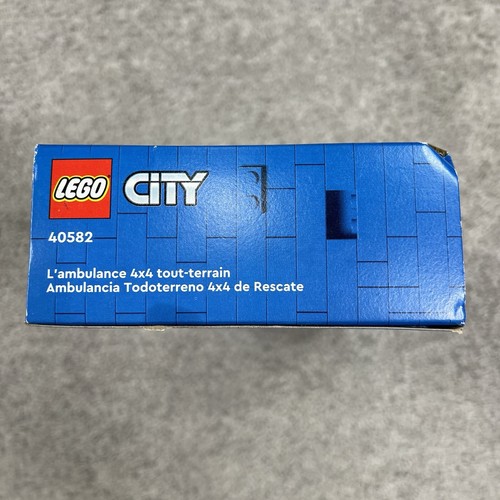 LEGO CITY
40582
L'ambulance 4x4 tout-terrain
Ambulancia Todoterreno 4x4 de Rescate